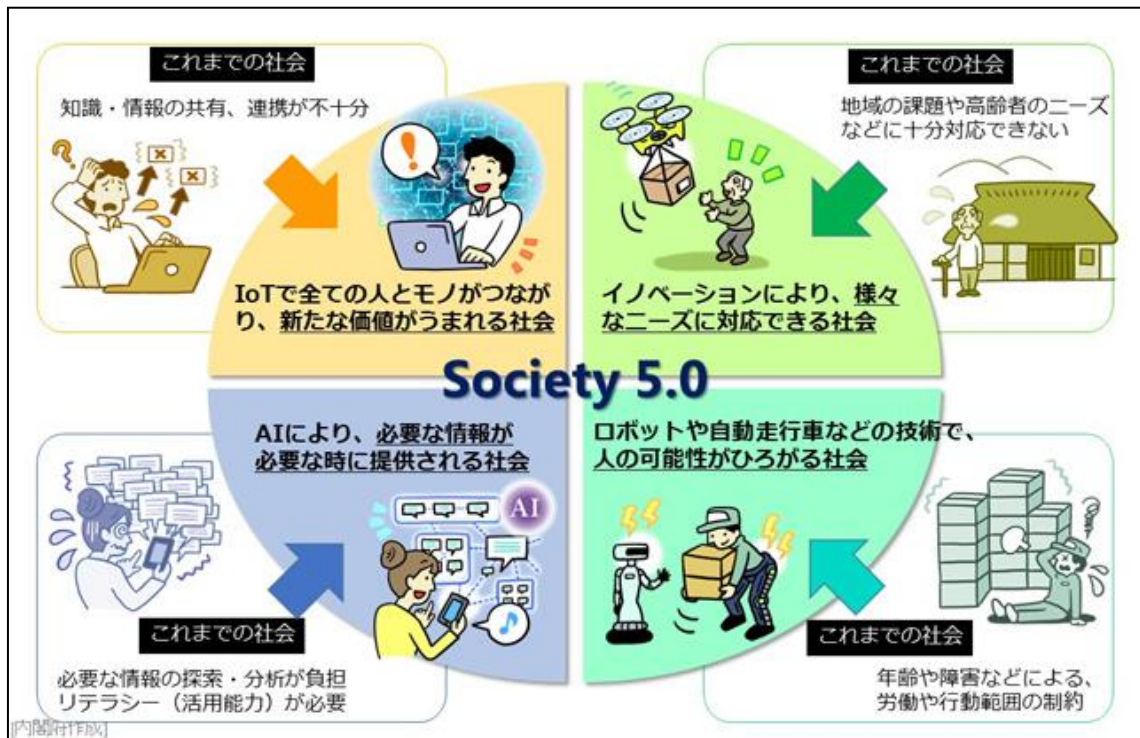 これまでの社会
知識・情報の共有、連携が不十分
IoTで全ての人とモノがつなが
り、新たな価値がうまれる社会
これまでの社会
地域の課題や高齢者のニーズ
などに十分対応できない
イノベーションにより、様々
なニーズに対応できる社会
Society 5.0
AIにより、必要な情報が
必要な時に提供される社会
AI
これまでの社会
必要な情報の探索・分析が負担
リテラシー（活用能力）が必要
ロボットや自動走行車などの技術で、
人の可能性がひろがる社会
これまでの社会
年齢や障害などによる、
労働や行動範囲の制約
[内閣府作成]